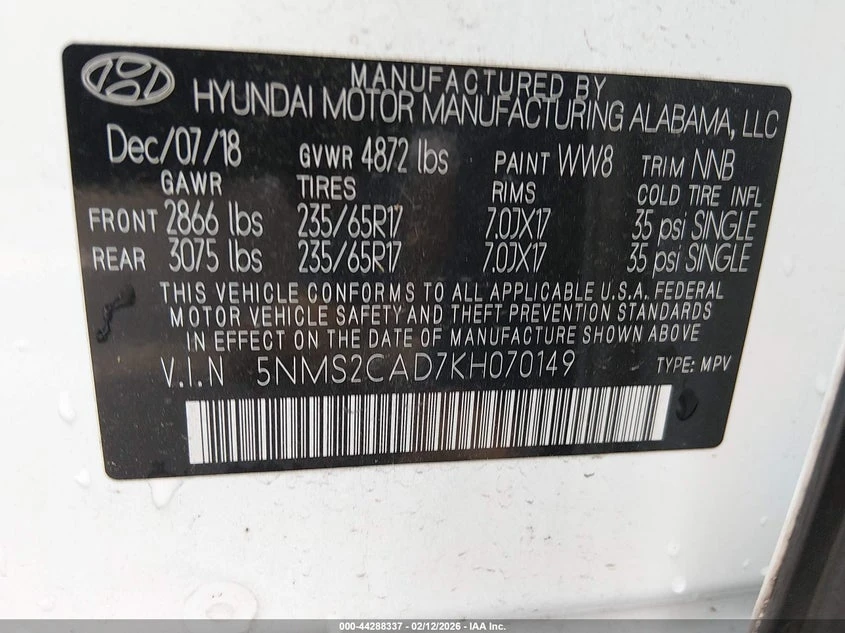 MANUFACTURED BY
HYUNDAI MOTOR MANUFACTURING ALABAMA, LLC
Dec/07/18 GVWR 4872 lbs PAINT WW8 TRIM NNB
GAWR TIRES RIMS COLD TIRE INFL
FRONT 2866 lbs 235/65R17 7.0JX17 35 psi SINGLE
REAR 3075 lbs 235/65R17 7.0JX17 35 psi SINGLE
THIS VEHICLE CONFORMS TO ALL APPLICABLE U.S.A. FEDERAL
MOTOR VEHICLE SAFETY AND THEFT PREVENTION STANDARDS
IN EFFECT ON THE DATE OF MANUFACTURE SHOWN ABOVE
V.I.N 5NMS2CAD7KH070149 TYPE: MPV
000-44288337 - 02/12/2026 - IAA Inc.